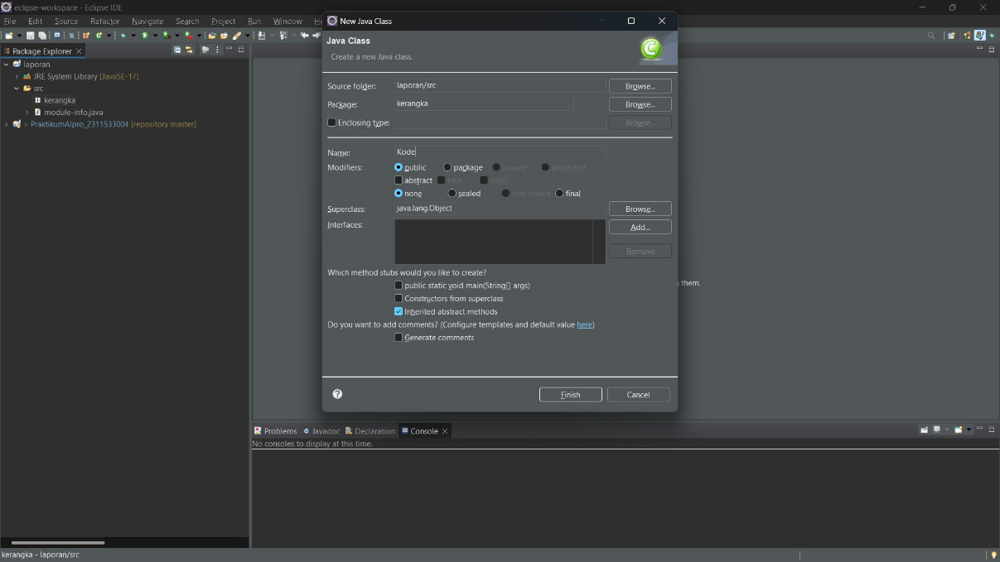 eclipse-workspace - Eclipse IDE
File Edit Source Refactor Navigate Search Project Run Window
Package Explorer
laporan
JRE System Library [JavaSE-17]
src
kerangka
module-info.java
> PraktikumAlpro_2311533004 [repository master]
New Java Class
Java Class
Create a new Java class.
Source folder: laporan/src Browse...
Package: kerangka Browse...
Enclosing type: Browse...
Name: Kode
Modifiers: public package private protected
abstract final static
none sealed non-sealed final
Superclass: java.lang.Object Browse...
Interfaces: Add...
Remove
Which method stubs would you like to create?
public static void main(String[] args)
Constructors from superclass
Inherited abstract methods
Do you want to add comments? (Configure templates and default value here)
Generate comments
? Finish Cancel
them.
Problems Javadoc Declaration Console
No consoles to display at this time.
kerangka - laporan/src